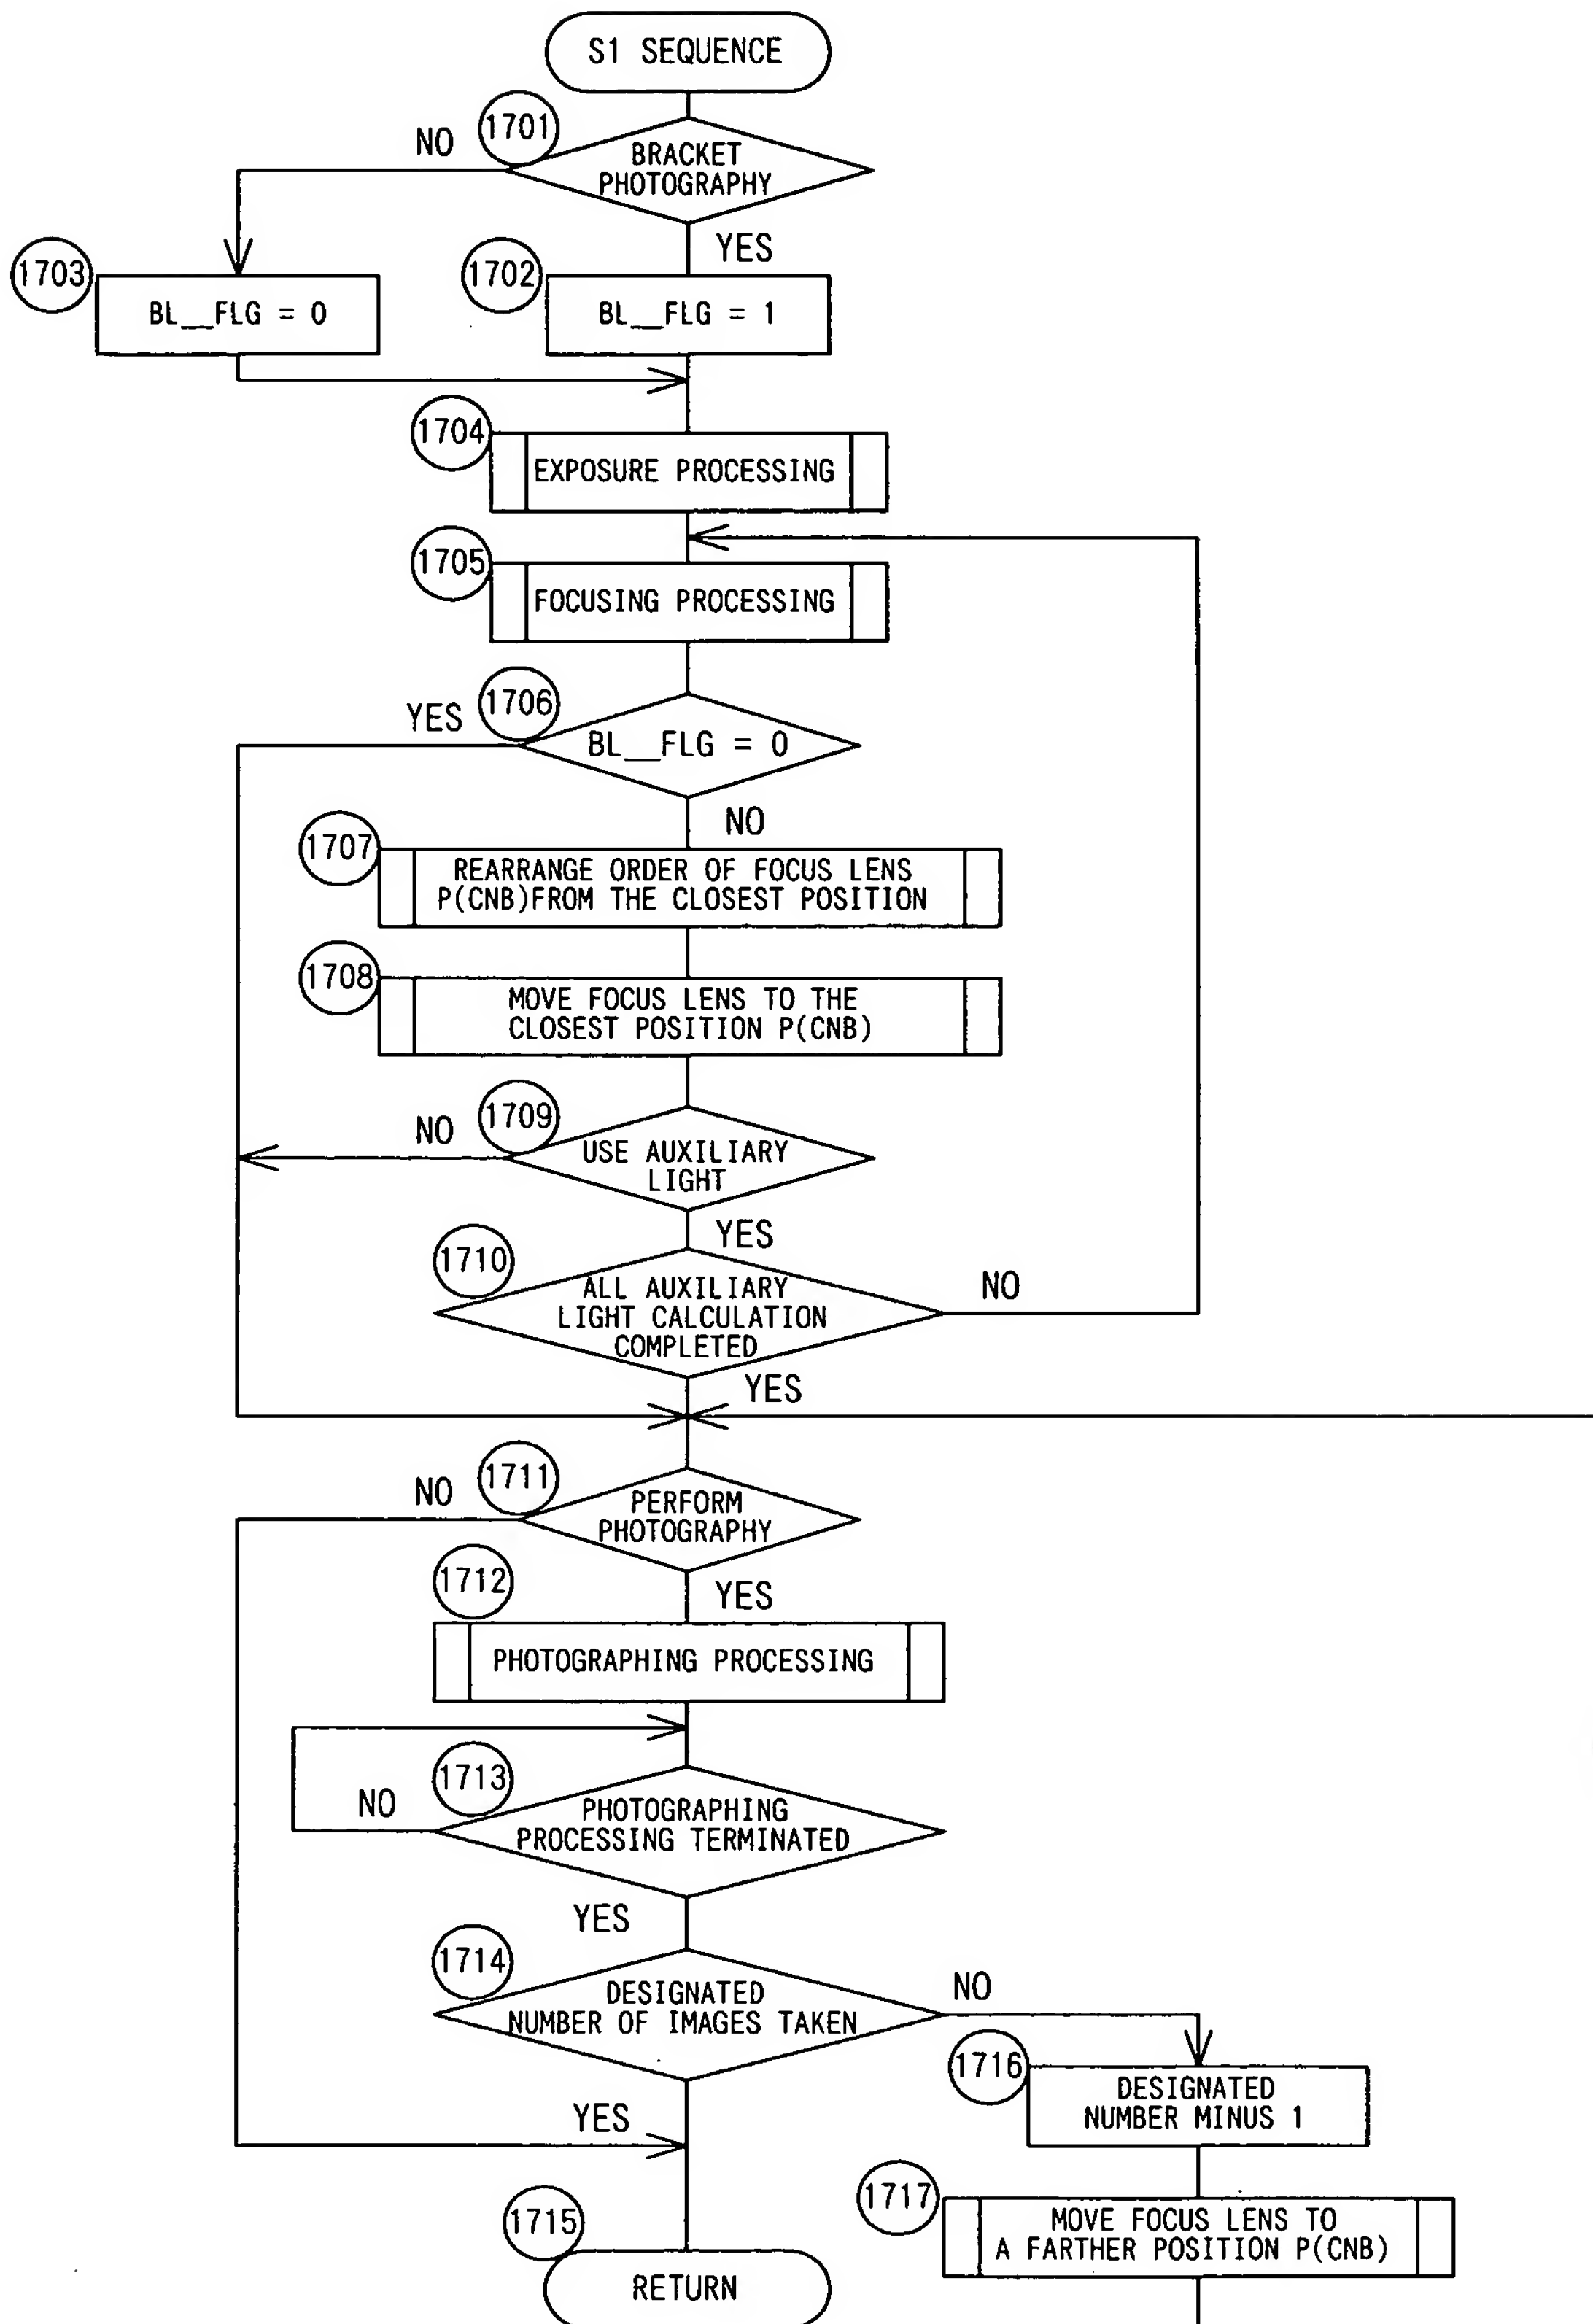 S1 SEQUENCE
1701
NO
BRACKET
PHOTOGRAPHY
YES
1703
BL__FLG = 0
1702
BL__FLG = 1
1704
EXPOSURE PROCESSING
1705
FOCUSING PROCESSING
1706
YES
BL__FLG = 0
NO
1707
REARRANGE ORDER OF FOCUS LENS
P(CNB)FROM THE CLOSEST POSITION
1708
MOVE FOCUS LENS TO THE
CLOSEST POSITION P(CNB)
1709
NO
USE AUXILIARY
LIGHT
YES
1710
ALL AUXILIARY
LIGHT CALCULATION
COMPLETED
NO
YES
1711
NO
PERFORM
PHOTOGRAPHY
1712
YES
PHOTOGRAPHING PROCESSING
1713
NO
PHOTOGRAPHING
PROCESSING TERMINATED
YES
1714
DESIGNATED
NUMBER OF IMAGES TAKEN
NO
1716
DESIGNATED
NUMBER MINUS 1
YES
1717
MOVE FOCUS LENS TO
A FARTHER POSITION P(CNB)
1715
RETURN